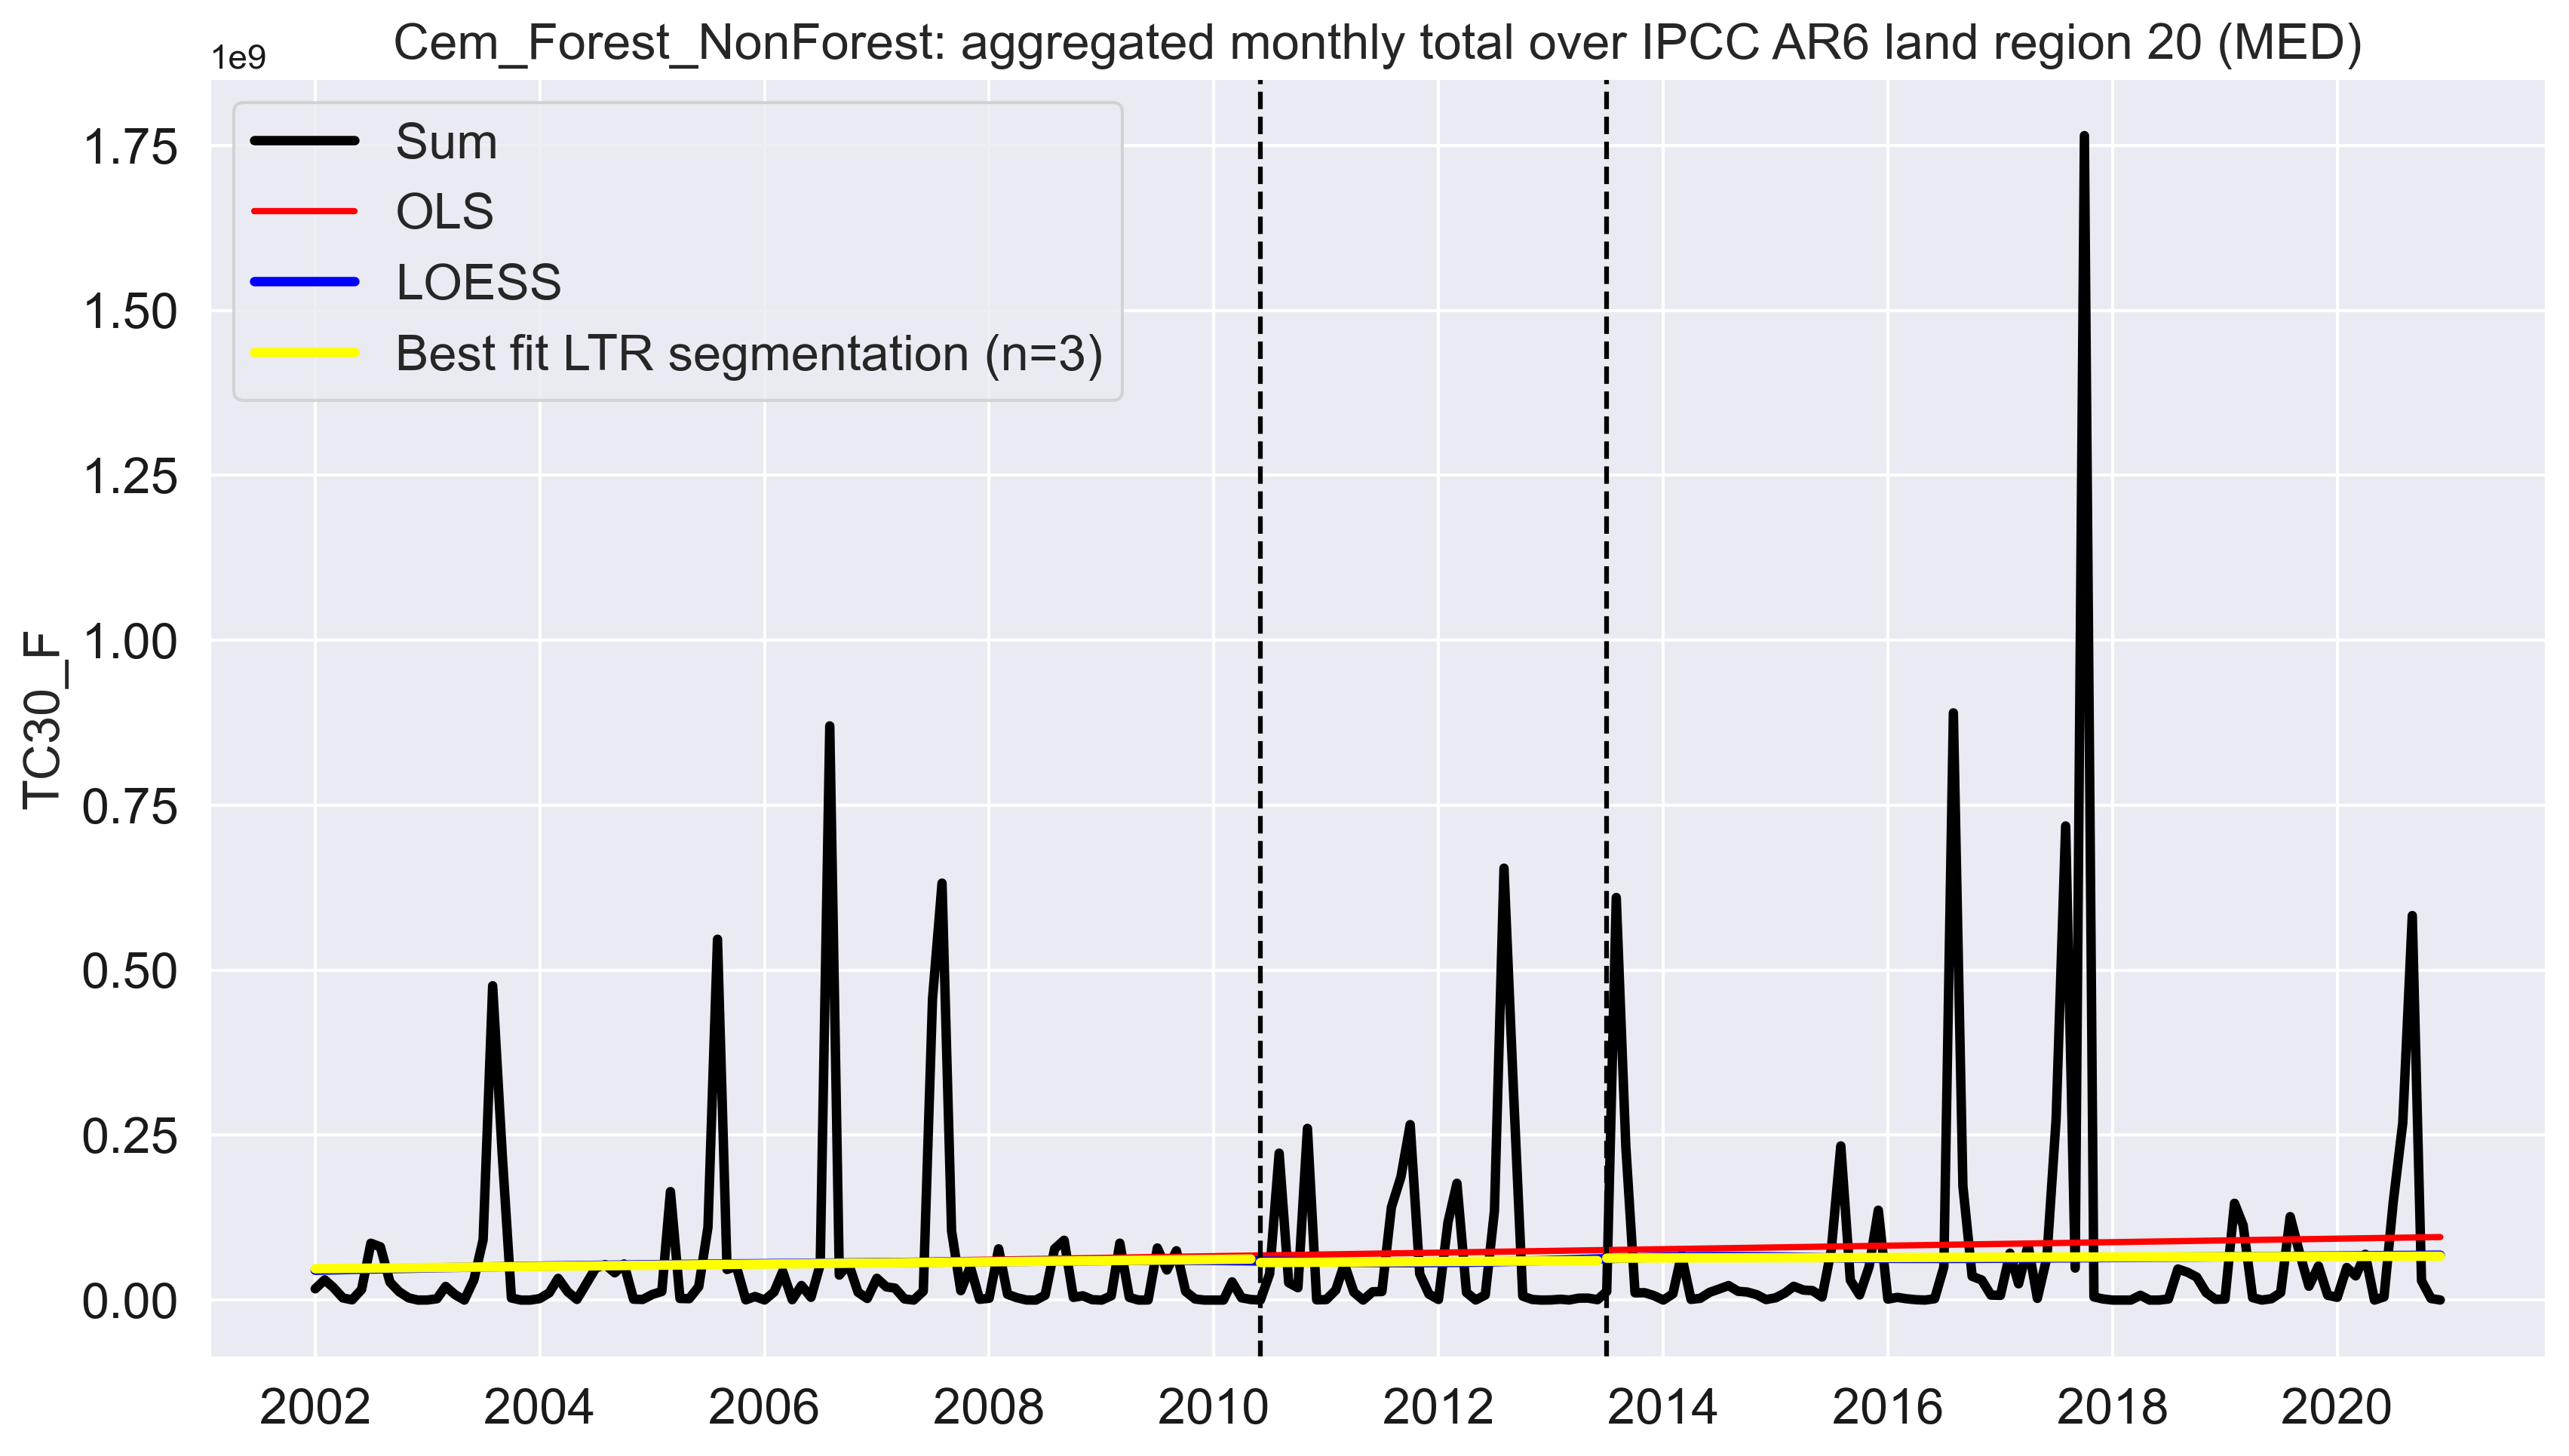 Cem_Forest_NonForest: aggregated monthly total over IPCC AR6 land region 20 (MED)
1e9
Sum
OLS
LOESS
Best fit LTR segmentation (n=3)
1.75
1.50
1.25
1.00
0.75
0.50
0.25
0.00
TC30_F
2002 2004 2006 2008 2010 2012 2014 2016 2018 2020